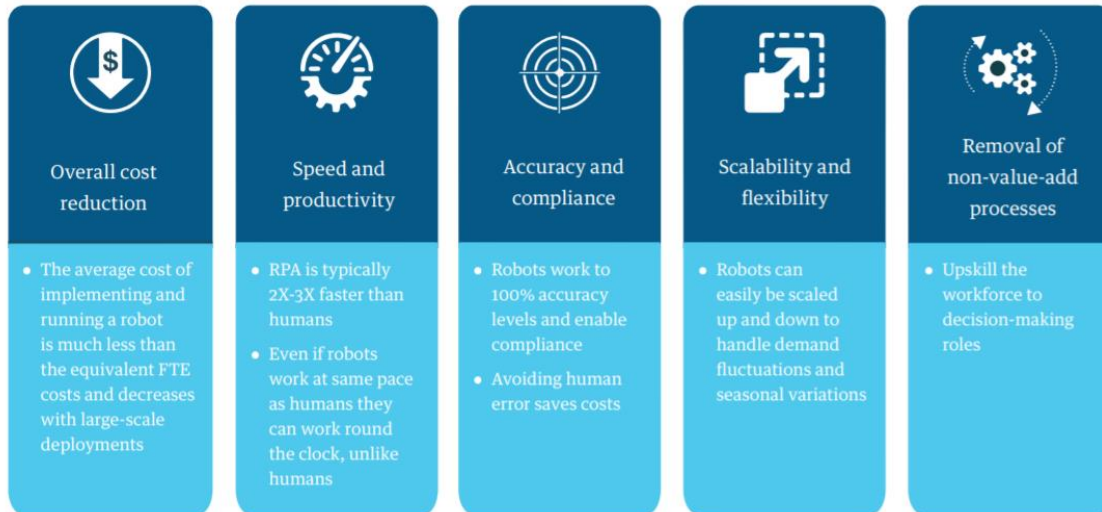 $
Overall cost
reduction
• The average cost of
implementing and
running a robot
is much less than
the equivalent FTE
costs and decreases
with large-scale
deployments
Speed and
productivity
• RPA is typically
2X-3X faster than
humans
• Even if robots
work at same pace
as humans they
can work round
the clock, unlike
humans
Accuracy and
compliance
• Robots work to
100% accuracy
levels and enable
compliance
• Avoiding human
error saves costs
Scalability and
flexibility
• Robots can
easily be scaled
up and down to
handle demand
fluctuations and
seasonal variations
Removal of
non-value-add
processes
• Upskill the
workforce to
decision-making
roles